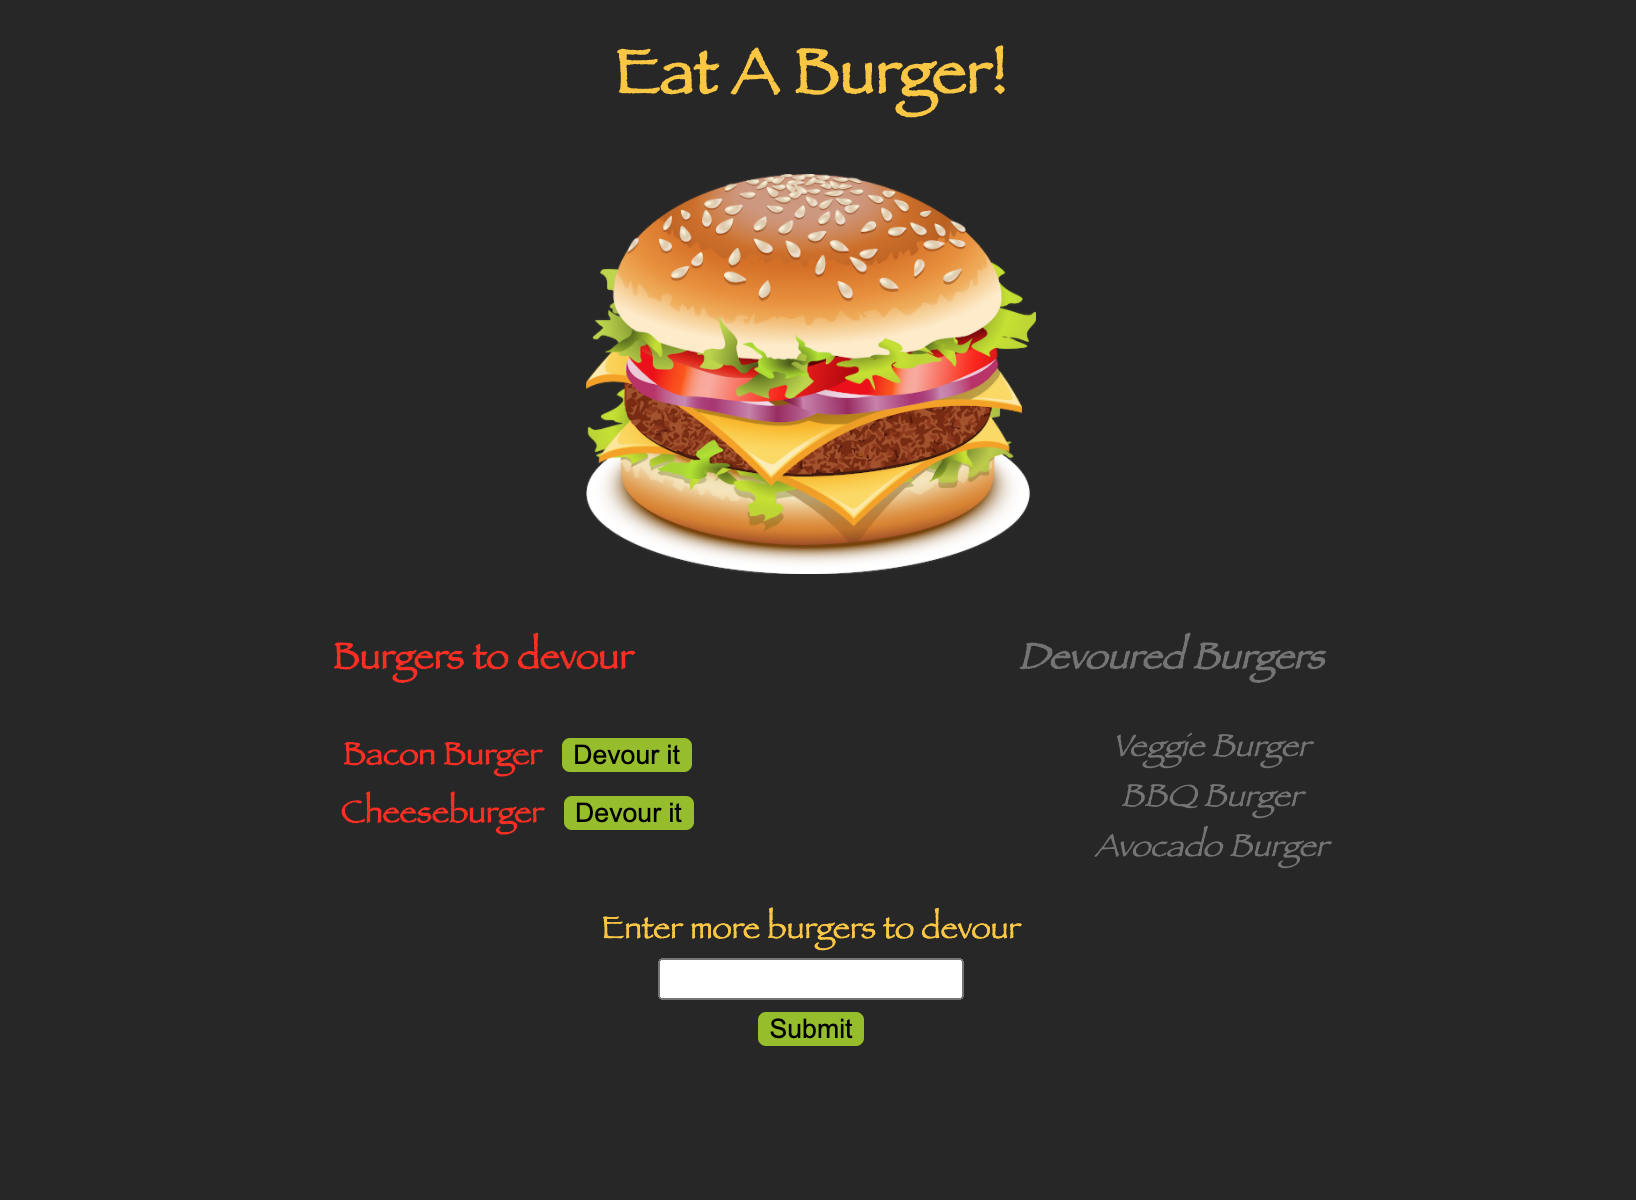 Eat A Burger!
Burgers to devour
Bacon Burger Devour it
Cheeseburger Devour it
Devoured Burgers
Veggie Burger
BBQ Burger
Avocado Burger
Enter more burgers to devour
Submit